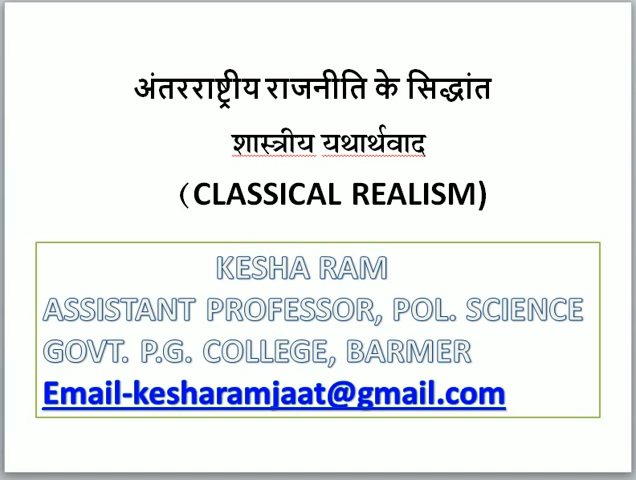 अंतरराष्ट्रीय राजनीति के सिद्धांत
शास्त्रीय यथार्थवाद
(CLASSICAL REALISM)
KESHA RAM
ASSISTANT PROFESSOR, POL. SCIENCE
GOVT. P.G. COLLEGE, BARMER
Email-kesharamjaat@gmail.com